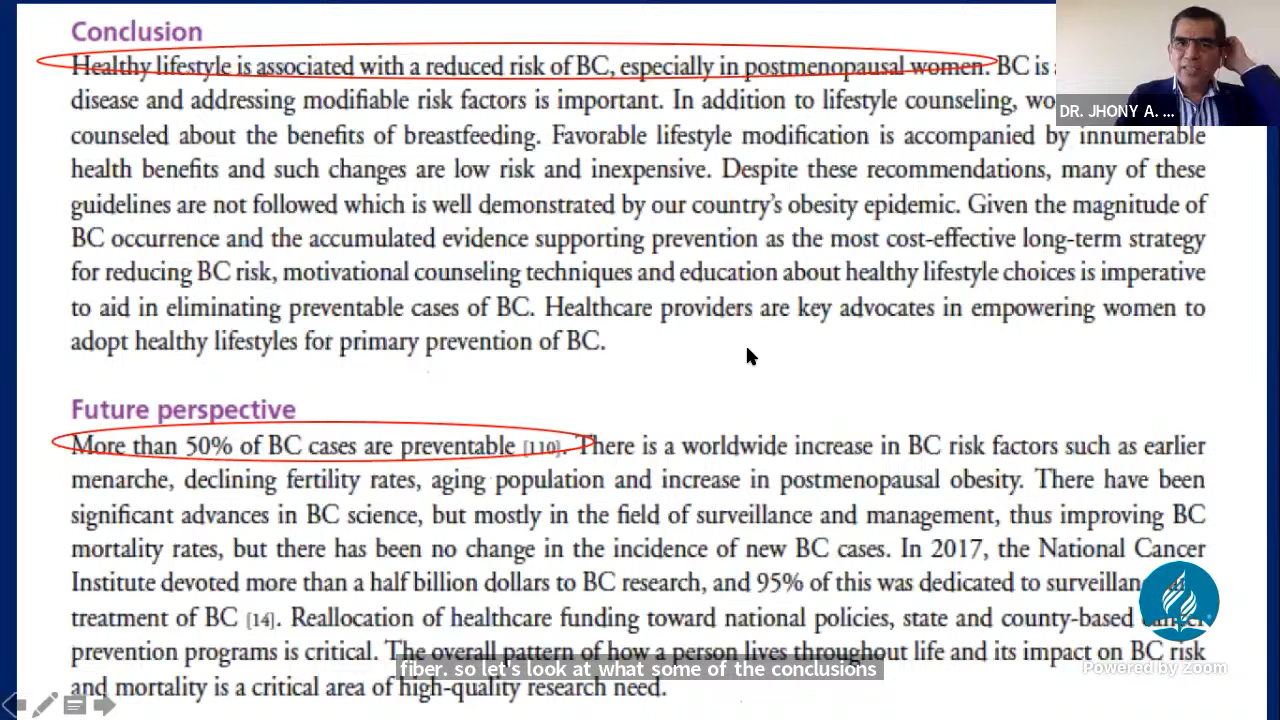 Conclusion
Healthy lifestyle is associated with a reduced risk of BC, especially in postmenopausal women. BC is
disease and addressing modifiable risk factors is important. In addition to lifestyle counseling, wo
DR. JHONY A. ...
counseled about the benefits of breastfeeding. Favorable lifestyle modification is accompanied by innumerable
health benefits and such changes are low risk and inexpensive. Despite these recommendations, many of these
guidelines are not followed which is well demonstrated by our country's obesity epidemic. Given the magnitude of
BC occurrence and the accumulated evidence supporting prevention as the most cost-effective long-term strategy
for reducing BC risk, motivational counseling techniques and education about healthy lifestyle choices is imperative
to aid in eliminating preventable cases of BC. Healthcare providers are key advocates in empowering women to
adopt healthy lifestyles for primary prevention of BC.
Future perspective
More than 50% of BC cases are preventable [110]. There is a worldwide increase in BC risk factors such as earlier
menarche, declining fertility rates, aging population and increase in postmenopausal obesity. There have been
significant advances in BC science, but mostly in the field of surveillance and management, thus improving BC
mortality rates, but there has been no change in the incidence of new BC cases. In 2017, the National Cancer
Institute devoted more than a half billion dollars to BC research, and 95% of this was dedicated to surveillan
treatment of BC [14]. Reallocation of healthcare funding toward national policies, state and county-based
prevention programs is critical. The overall pattern of how a person lives throughout life and its impact on BC risk
fiber. so let's look at what some of the conclusions
Powered by Zoom
and mortality is a critical area of high-quality research need.